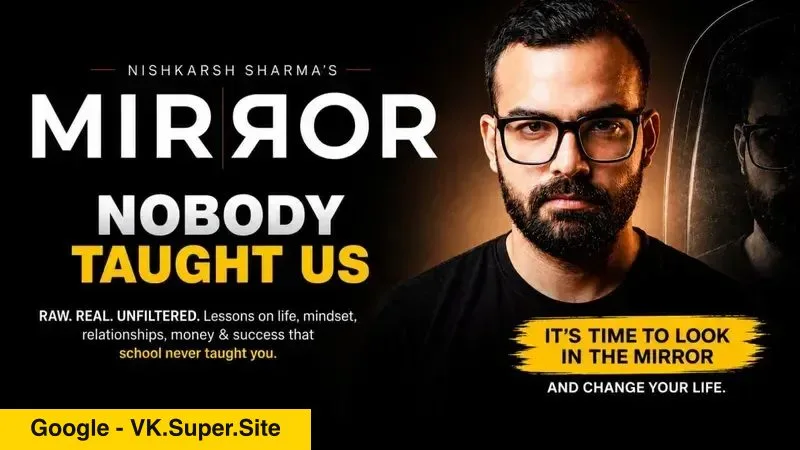 NISHKARSH SHARMA'S
MIRЯOR
NOBODY
TAUGHT US
RAW. REAL. UNFILTERED. Lessons on life, mindset,
relationships, money & success that
school never taught you.
IT'S TIME TO LOOK
IN THE MIRROR
AND CHANGE YOUR LIFE.
Google - VK.Super.Site